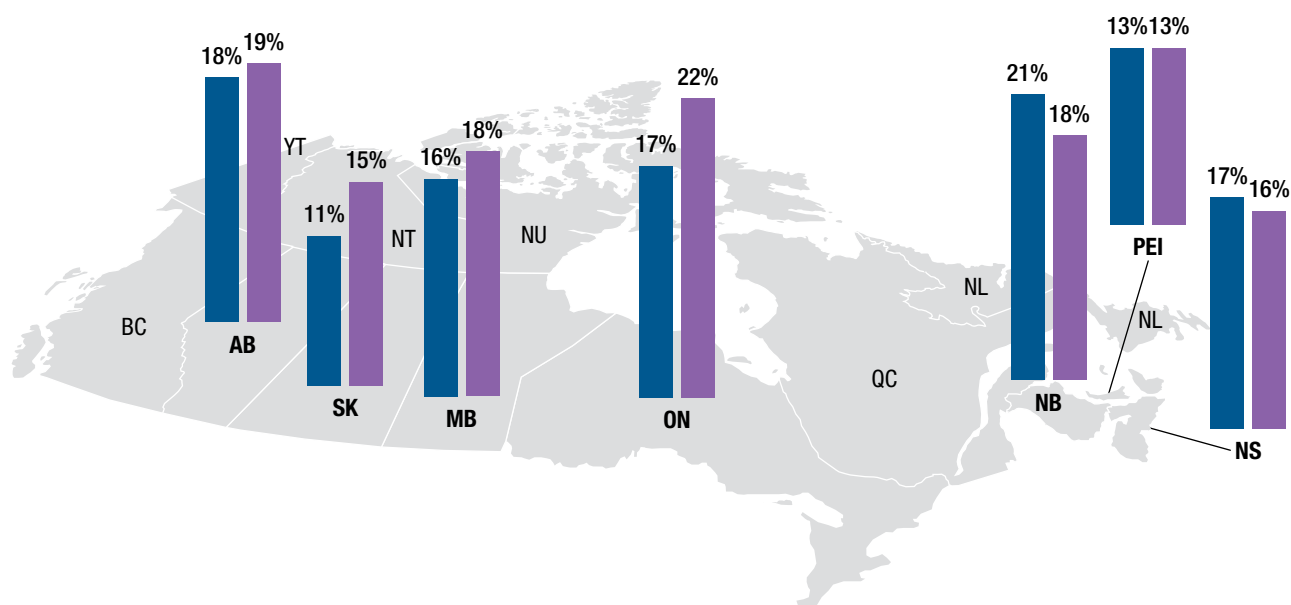 18% 19%
YT
15%
11%
NT
16% 18%
NU
17% 22%
BC
AB
SK
MB
ON
QC
NL
NL
21% 18%
NB
13% 13%
PEI
17% 16%
NS